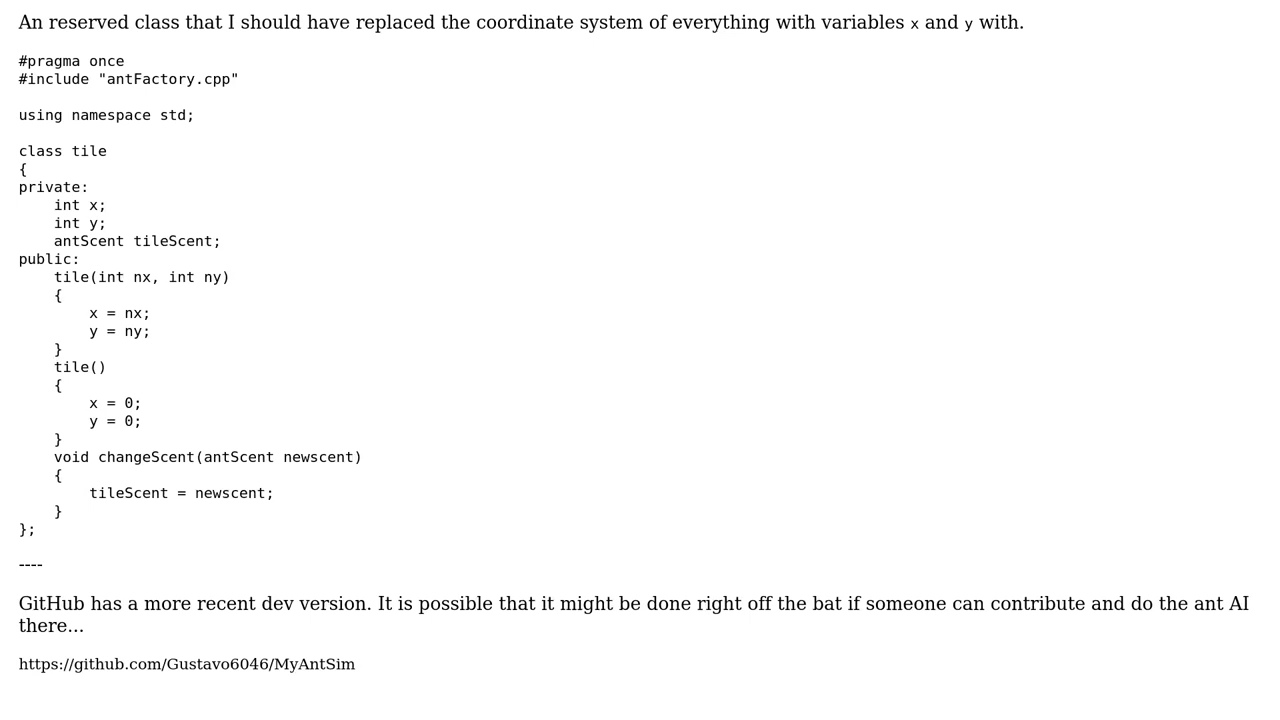 An reserved class that I should have replaced the coordinate system of everything with variables x and y with.
#pragma once
#include "antFactory.cpp"
using namespace std;
class tile
{
private:
    int x;
    int y;
    antScent tileScent;
public:
    tile(int nx, int ny)
    {
        x = nx;
        y = ny;
    }
    tile()
    {
        x = 0;
        y = 0;
    }
    void changeScent(antScent newscent)
    {
        tileScent = newscent;
    }
};
----
GitHub has a more recent dev version. It is possible that it might be done right off the bat if someone can contribute and do the ant AI
there...
https://github.com/Gustavo6046/MyAntSim